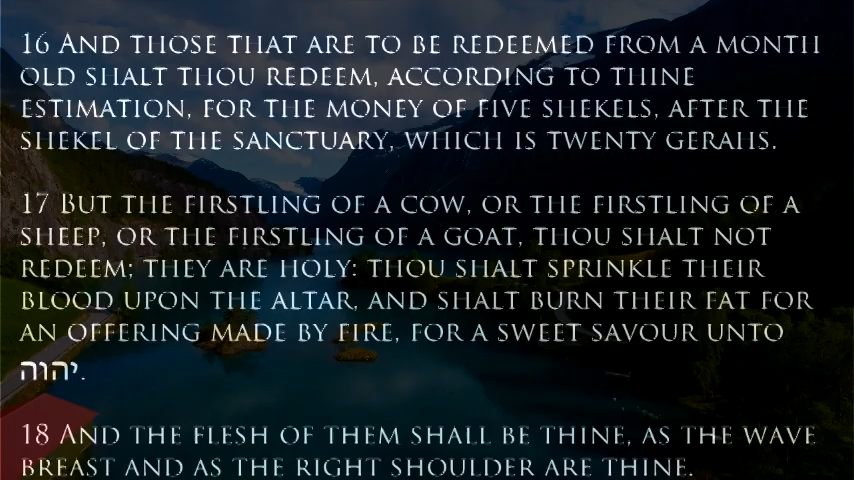 16 And those that are to be redeemed from a month
old shalt thou redeem, according to thine
estimation, for the money of five shekels, after the
shekel of the sanctuary, which is twenty gerahs.
17 But the firstling of a cow, or the firstling of a
sheep, or the firstling of a goat, thou shalt not
redeem; they are holy: thou shalt sprinkle their
blood upon the altar, and shalt burn their fat for
an offering made by fire, for a sweet savour unto
יהוה.
18 And the flesh of them shall be thine, as the wave
breast and as the right shoulder are thine.